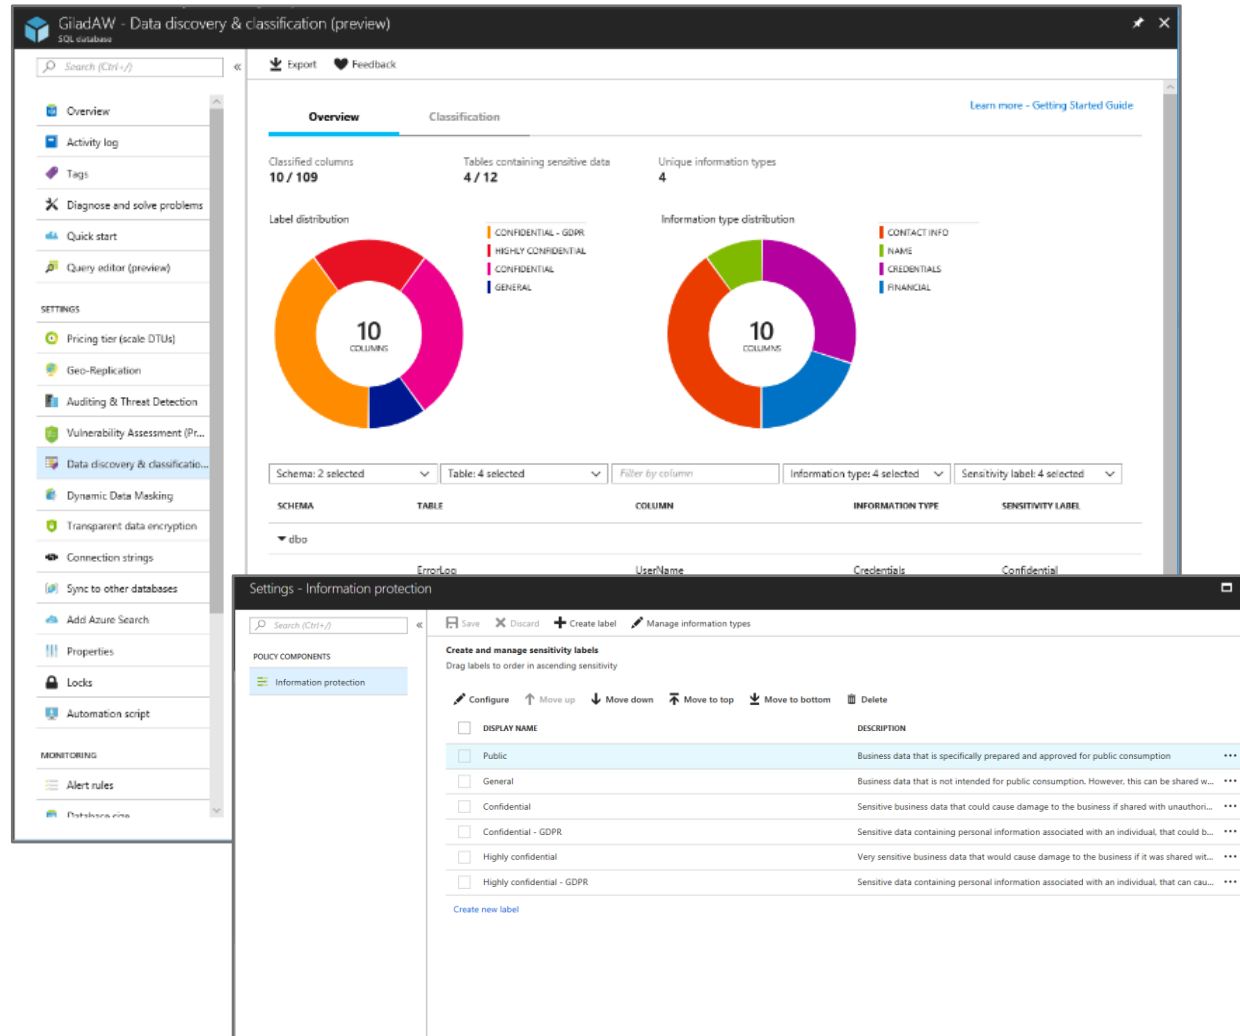 GiladAW - Data discovery & classification (preview)
SQL database
Search (Ctrl+/)
Overview
Activity log
Tags
Diagnose and solve problems
Quick start
Query editor (preview)
SETTINGS
Pricing tier (scale DTUs)
Geo-Replication
Auditing & Threat Detection
Vulnerability Assessment (Pr...
Data discovery & classificatio...
Dynamic Data Masking
Transparent data encryption
Connection strings
Sync to other databases
Add Azure Search
Properties
Locks
Automation script
MONITORING
Alert rules
Database size
Export Feedback
Learn more - Getting Started Guide
Overview Classification
Classified columns Tables containing sensitive data Unique information types
10 / 109 4 / 12 4
Label distribution
CONFIDENTIAL - GDPR
HIGHLY CONFIDENTIAL
CONFIDENTIAL
GENERAL
10
COLUMNS
Information type distribution
CONTACT INFO
NAME
CREDENTIALS
FINANCIAL
10
COLUMNS
Schema: 2 selected Table: 4 selected Filter by column Information type: 4 selected Sensitivity label: 4 selected
SCHEMA TABLE COLUMN INFORMATION TYPE SENSITIVITY LABEL
dbo
ErrorLog UserName Credentials Confidential
Settings - Information protection
Search (Ctrl+/)
POLICY COMPONENTS
Information protection
Save Discard Create label Manage information types
Create and manage sensitivity labels
Drag labels to order in ascending sensitivity
Configure Move up Move down Move to top Move to bottom Delete
DISPLAY NAME DESCRIPTION
Public Business data that is specifically prepared and approved for public consumption
General Business data that is not intended for public consumption. However, this can be shared w...
Confidential Sensitive business data that could cause damage to the business if shared with unauthori...
Confidential - GDPR Sensitive data containing personal information associated with an individual, that could b...
Highly confidential Very sensitive business data that would cause damage to the business if it was shared wit...
Highly confidential - GDPR Sensitive data containing personal information associated with an individual, that can cau...
Create new label